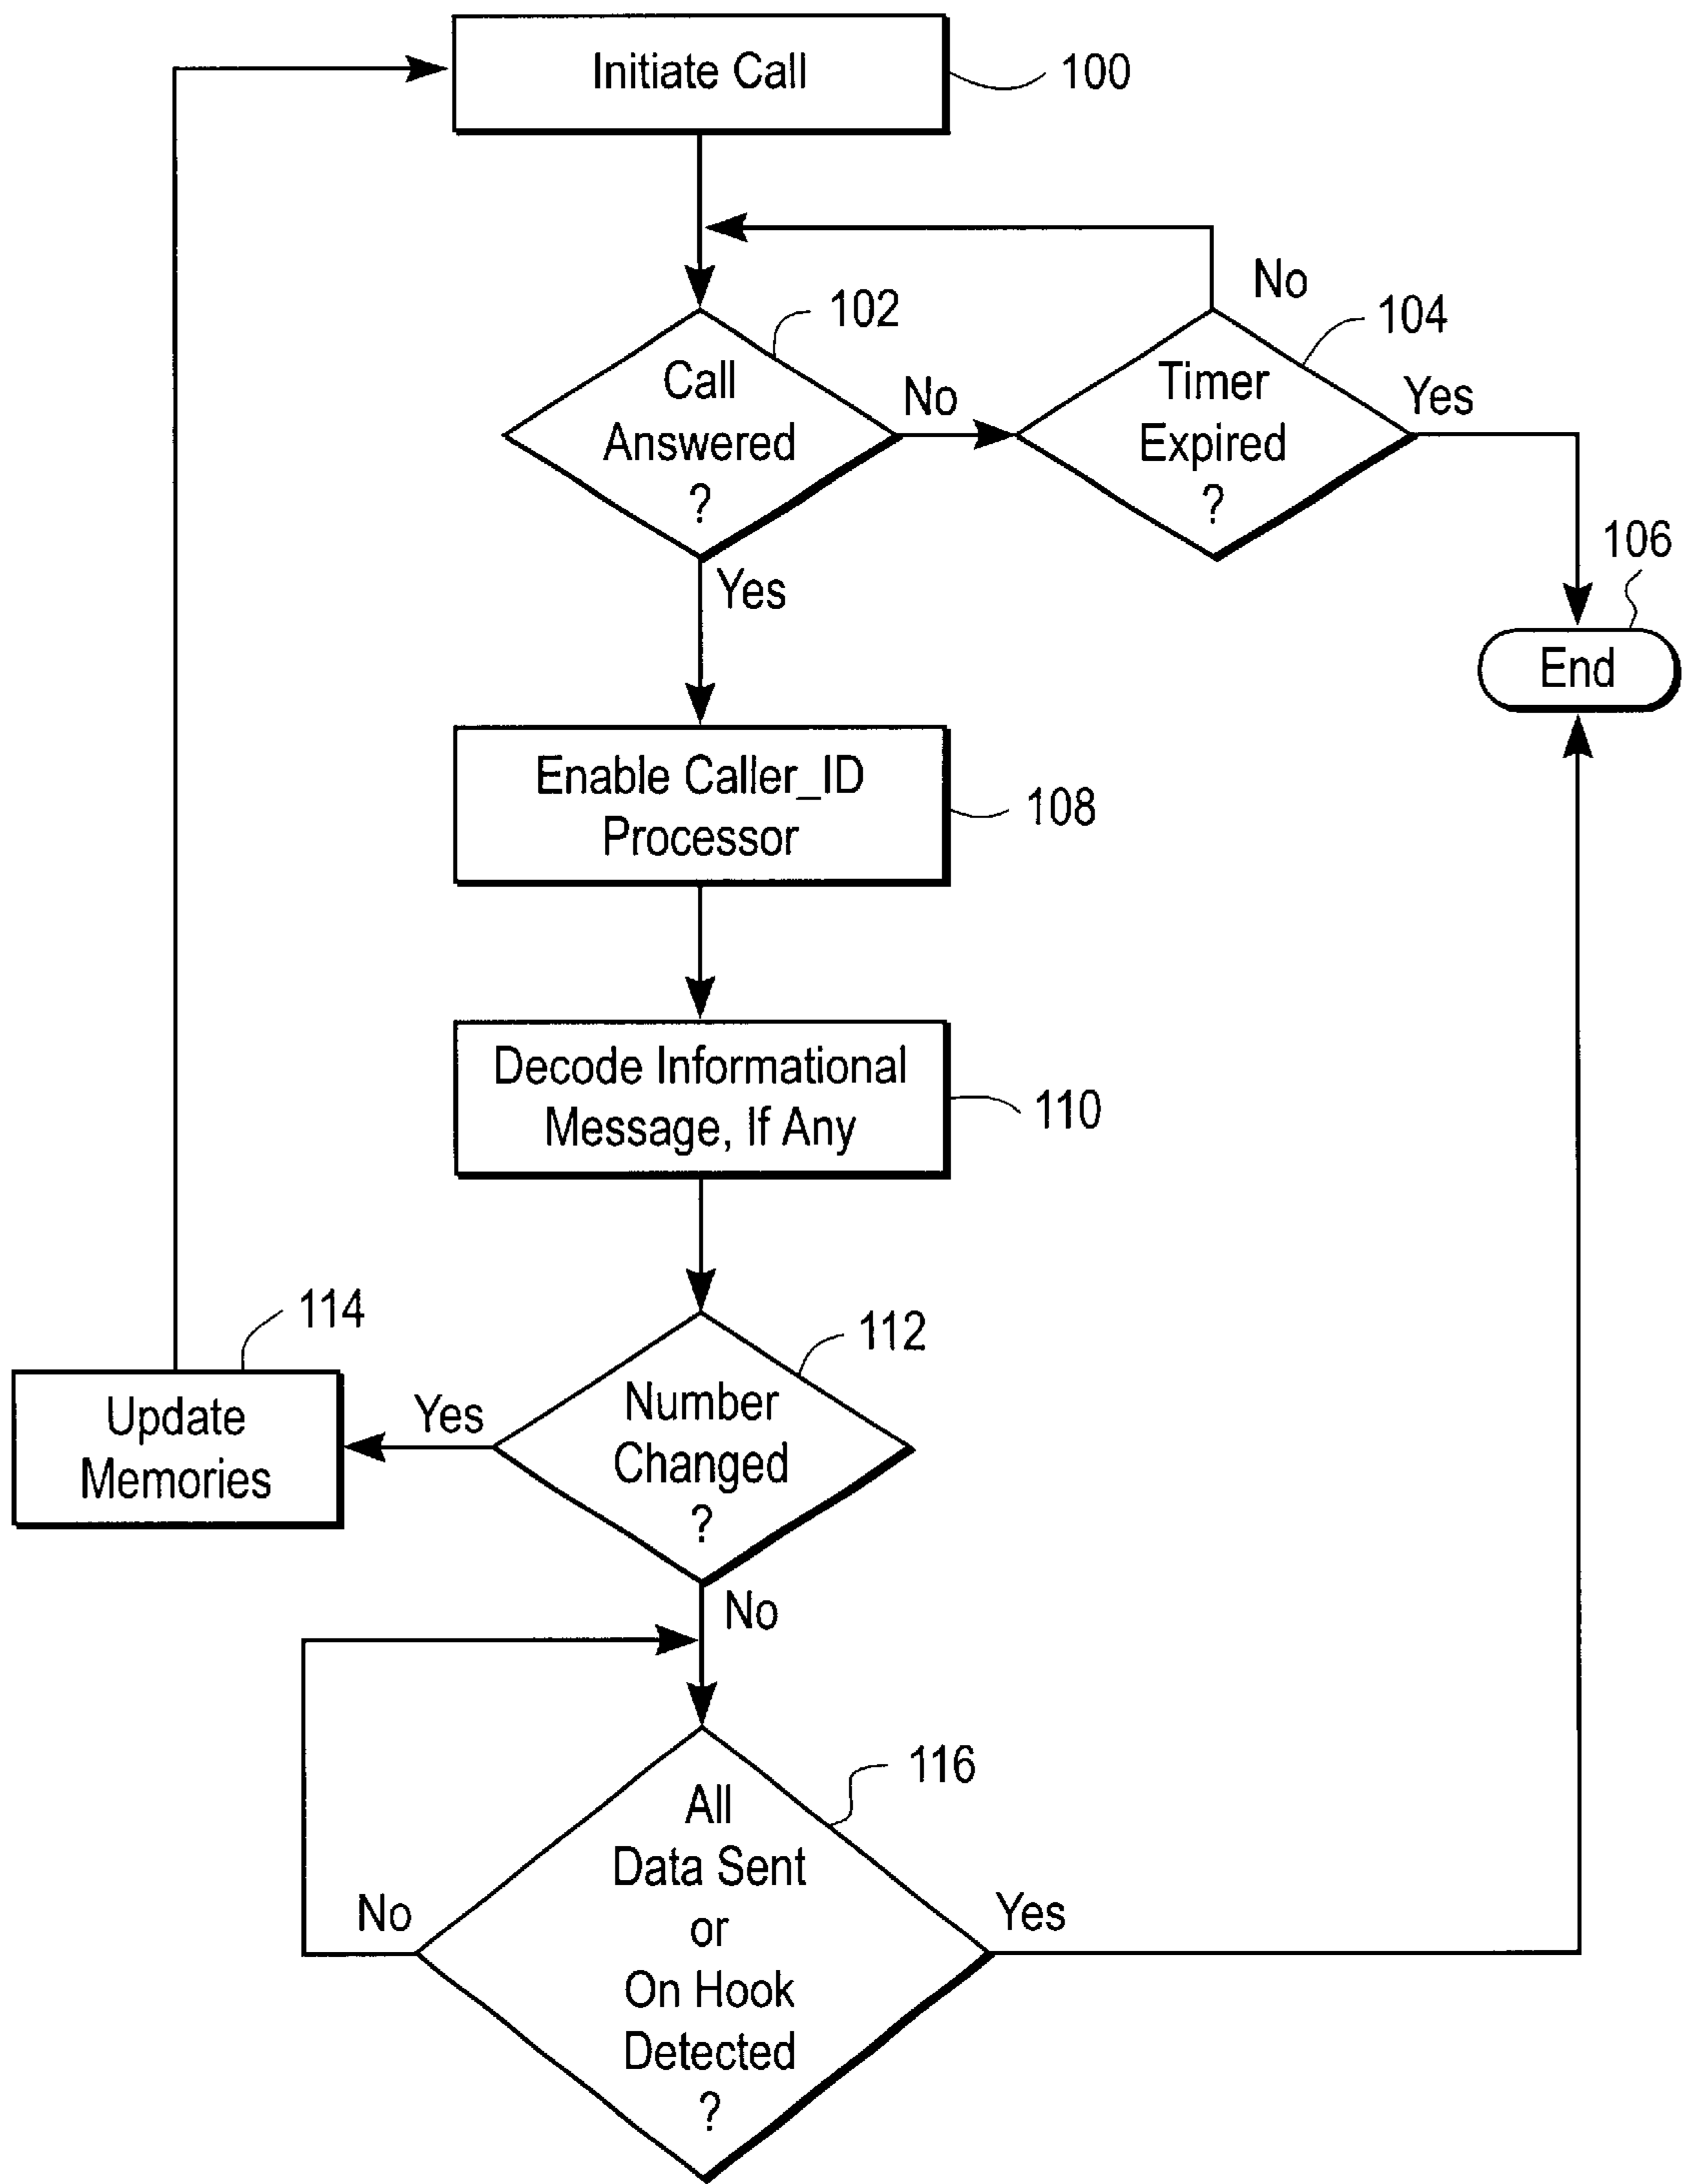 Initiate Call
100
No
102
104
Call
Answered
?
No
Timer
Expired
?
Yes
Yes
106
End
Enable Caller_ID
Processor
108
Decode Informational
Message, If Any
110
114
112
Update
Memories
Yes
Number
Changed
?
No
116
All
Data Sent
or
On Hook
Detected
?
No
Yes